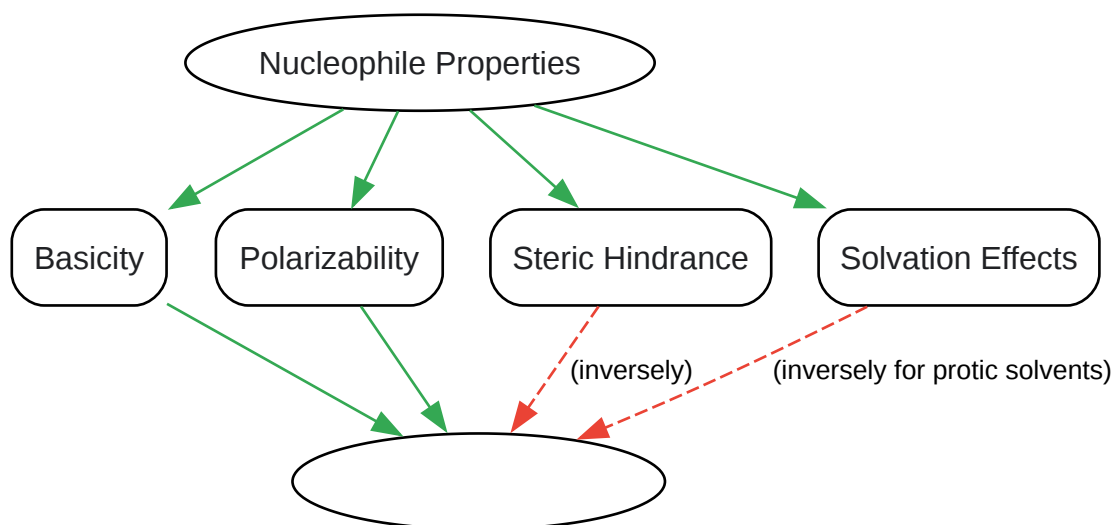 Nucleophile Properties
Basicity
Polarizability
Steric Hindrance
Solvation Effects
(inversely)
(inversely for protic solvents)